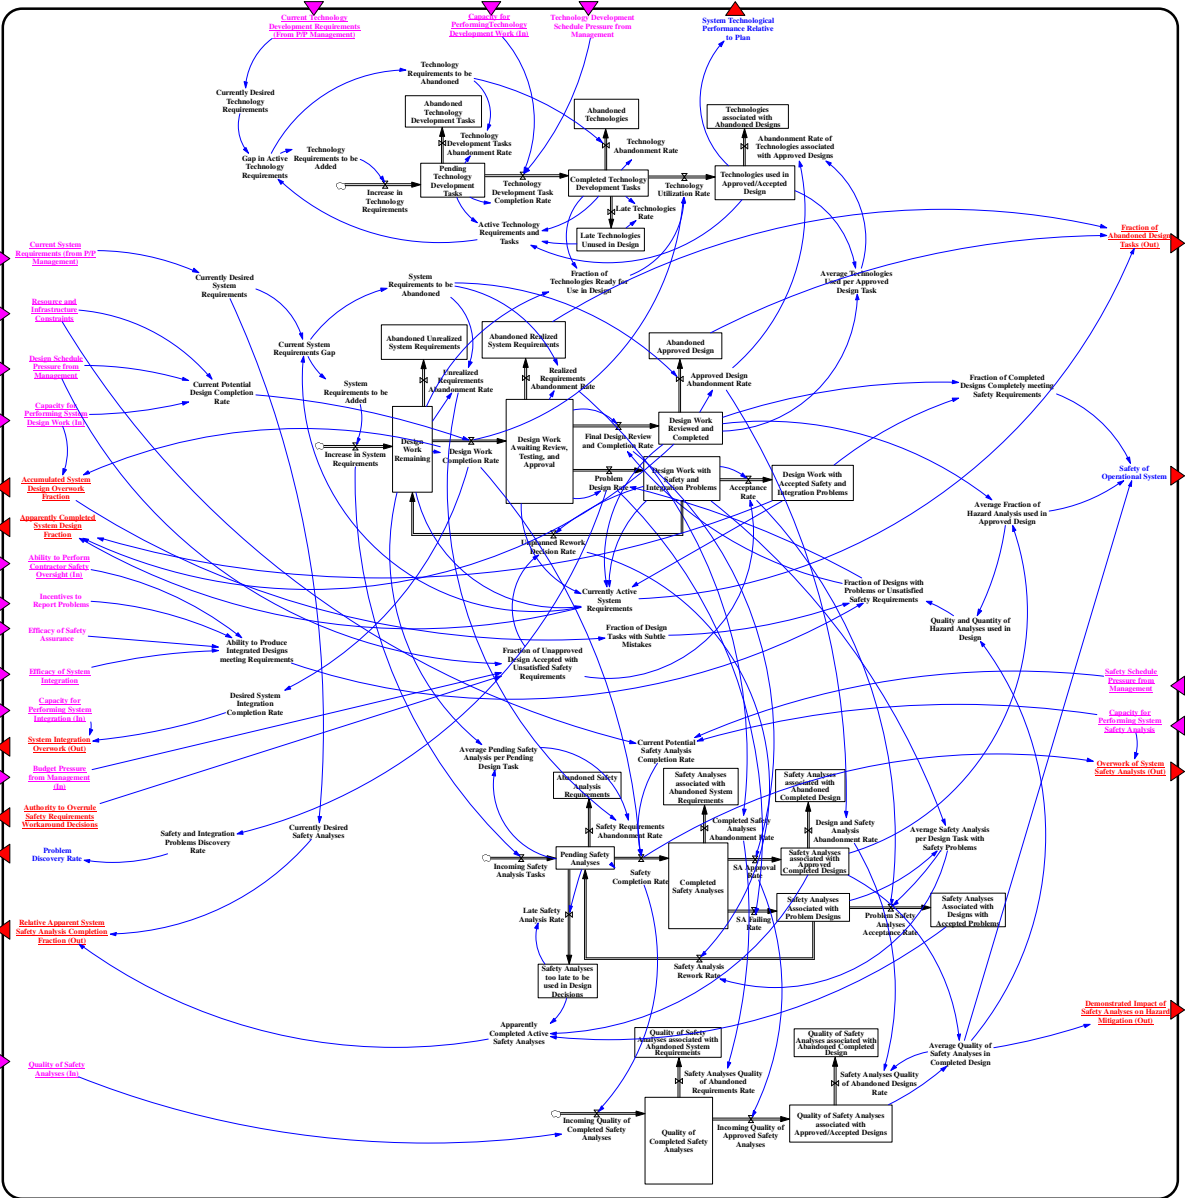 Current Technology
Development Requirements
(From P/P Management)
Capacity for
PerformingTechnology
Development Work (In)
Technology Development
Schedule Pressure from
Management
System Technological
Performance Relative
to Plan
Technology
Requirements to be
Abandoned
Currently Desired
Technology
Requirements
Abandoned
Technology
Development Tasks
Abandoned
Technologies
Technologies
associated with
Abandoned Designs
Technology
Development Tasks
Abandonment Rate
Technology
Abandonment Rate
Abandonment Rate of
Technologies associated
with Approved Designs
Gap in Active
Technology
Requirements
Technology
Requirements to be
Added
Increase in
Technology
Requirements
Pending
Technology
Development
Tasks
Technology
Development Task
Completion Rate
Completed Technology
Development Tasks
Technology
Utilization Rate
Technologies used in
Approved/Accepted
Design
Late Technologies
Rate
Late Technologies
Unused in Design
Active Technology
Requirements and
Tasks
Fraction of
Abandoned Design
Tasks (Out)
Current System
Requirements (from P/P
Management)
Currently Desired
System
Requirements
System
Requirements to be
Abandoned
Fraction of
Technologies Ready for
Use in Design
Average Technologies
Used per Approved
Design Task
Resource and
Infrastructure
Constraints
Current System
Requirements Gap
Abandoned Unrealized
System Requirements
Abandoned Realized
System Requirements
Abandoned
Approved Design
Design Schedule
Pressure from
Management
Current Potential
Design Completion
Rate
System
Requirements to be
Added
Unrealized
Requirements
Abandonment Rate
Realized
Requirements
Abandonment Rate
Approved Design
Abandonment Rate
Fraction of Completed
Designs Completely meeting
Safety Requirements
Capacity for
Performing System
Design Work (In)
Increase in System
Requirements
Design
Work
Remaining
Design Work
Completion Rate
Design Work
Awaiting Review,
Testing, and
Approval
Final Design Review
and Completion Rate
Design Work
Reviewed and
Completed
Problem
Design Rate
Design Work with
Safety and
Integration Problems
Acceptance
Rate
Design Work with
Accepted Safety and
Integration Problems
Safety of
Operational System
Accumulated System
Design Overwork
Fraction
Apparently Completed
System Design
Fraction
Unplanned Rework
Decision Rate
Average Fraction of
Hazard Analysis used in
Approved Design
Ability to Perform
Contractor Safety
Oversight (In)
Incentives to
Report Problems
Currently Active
System
Requirements
Fraction of Designs with
Problems or Unsatisfied
Safety Requirements
Quality and Quantity of
Hazard Analyses used in
Design
Efficacy of Safety
Assurance
Ability to Produce
Integrated Designs
meeting Requirements
Fraction of Design
Tasks with Subtle
Mistakes
Fraction of Unapproved
Design Accepted with
Unsatisfied Safety
Requirements
Efficacy of System
Integration
Safety Schedule
Pressure from
Management
Capacity for
Performing System
Integration (In)
Desired System
Integration
Completion Rate
Capacity for
Performing System
Safety Analysis
System Integration
Overwork (Out)
Average Pending Safety
Analysis per Pending
Design Task
Current Potential
Safety Analysis
Completion Rate
Overwork of System
Safety Analysts (Out)
Budget Pressure
from Management
(In)
Abandoned Safety
Analysis
Requirements
Safety Analyses
associated with
Abandoned System
Requirements
Safety Analyses
associated with
Abandoned
Completed Design
Authority to Overrule
Safety Requirements
Workaround Decisions
Safety and Integration
Problems Discovery
Rate
Currently Desired
Safety Analyses
Safety Requirements
Abandonment Rate
Completed Safety
Analyses
Abandonment Rate
Design and Safety
Analysis
Abandonment Rate
Average Safety Analysis
per Design Task with
Safety Problems
Problem
Discovery Rate
Incoming Safety
Analysis Tasks
Pending Safety
Analyses
Safety
Completion Rate
Completed
Safety Analyses
SA Approval
Rate
Safety Analyses
associated with
Approved
Completed Designs
SA Failing
Rate
Safety Analyses
Associated with
Problem Designs
Problem Safety
Analyses
Acceptance Rate
Safety Analyses
Associated with
Designs with
Accepted Problems
Late Safety
Analysis Rate
Relative Apparent System
Safety Analysis Completion
Fraction (Out)
Safety Analysis
Rework Rate
Safety Analyses
too late to be
used in Design
Decisions
Demonstrated Impact of
Safety Analyses on Hazard
Mitigation (Out)
Apparently
Completed Active
Safety Analyses
Quality of Safety
Analyses associated with
Abandoned System
Requirements
Quality of Safety
Analyses associated with
Abandoned Completed
Design
Average Quality of
Safety Analyses in
Completed Design
Quality of Safety
Analyses (In)
Safety Analyses Quality
of Abandoned
Requirements Rate
Safety Analyses Quality
of Abandoned Designs
Rate
Incoming Quality of
Completed Safety
Analyses
Quality of
Completed Safety
Analyses
Incoming Quality of
Approved Safety
Analyses
Quality of Safety Analyses
associated with
Approved/Accepted Designs